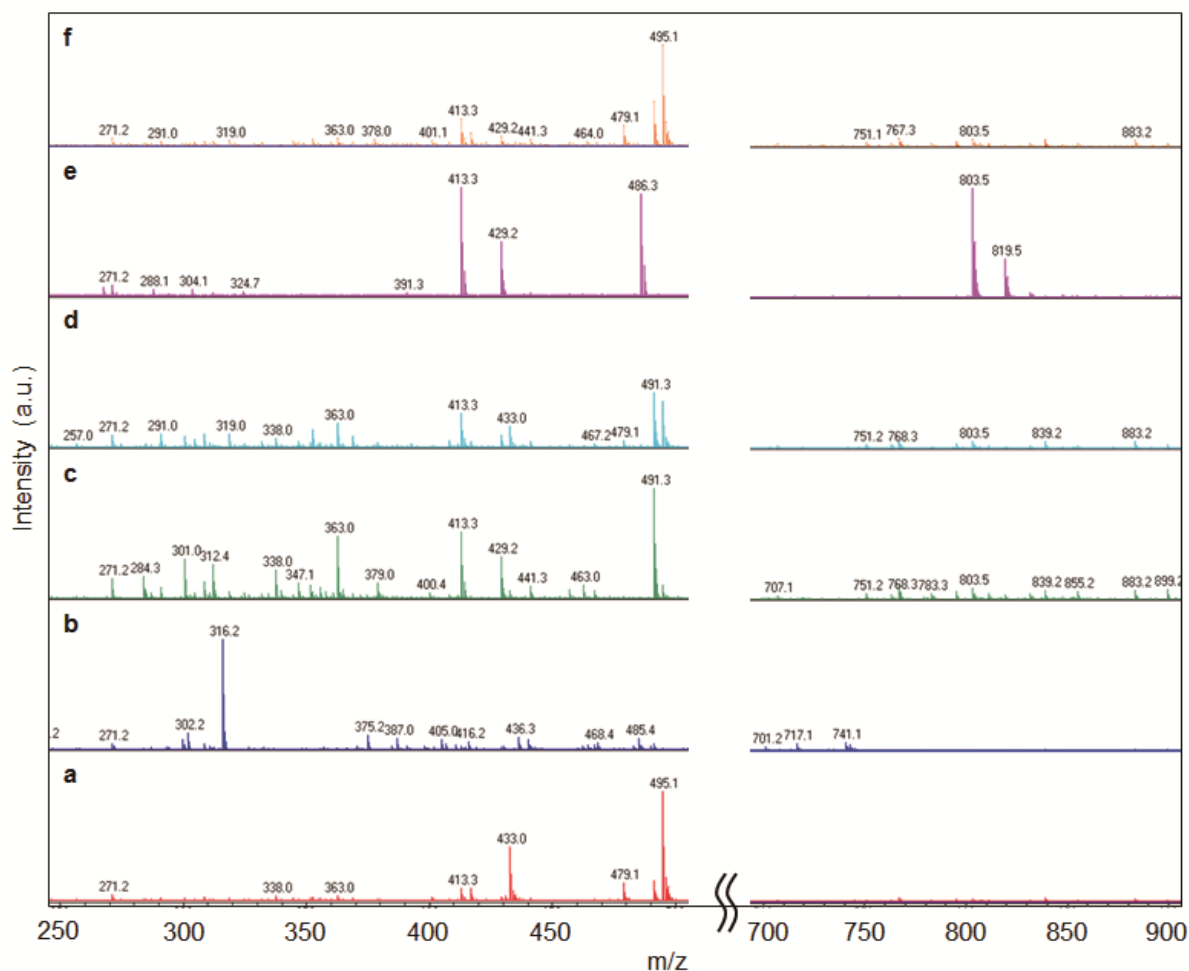 f
495.1
413.3
271.2 291.0 319.0 363.0 378.0 401.1 429.2 441.3 464.0 479.1 751.1 767.3 803.5 883.2
e
413.3 486.3 803.5
429.2 819.5
271.2 288.1 304.1 324.7 391.3
d
491.3
413.3
363.0 433.0
257.0 271.2 291.0 319.0 338.0 467.2 479.1 751.2 768.3 803.5 839.2 883.2
c
491.3
363.0 413.3
301.0 312.4 429.2
271.2 284.3 338.0 347.1 379.0 400.4 441.3 463.0 707.1 751.2 768.3 783.3 803.5 839.2 855.2 883.2 899.2
b
316.2
.2 271.2 302.2 375.2 387.0 405.0 416.2 436.3 468.4 485.4 701.2 717.1 741.1
a
495.1
433.0
271.2 338.0 363.0 413.3 479.1
250 300 350 400 450 700 750 800 850 900
m/z
Intensity (a.u.)